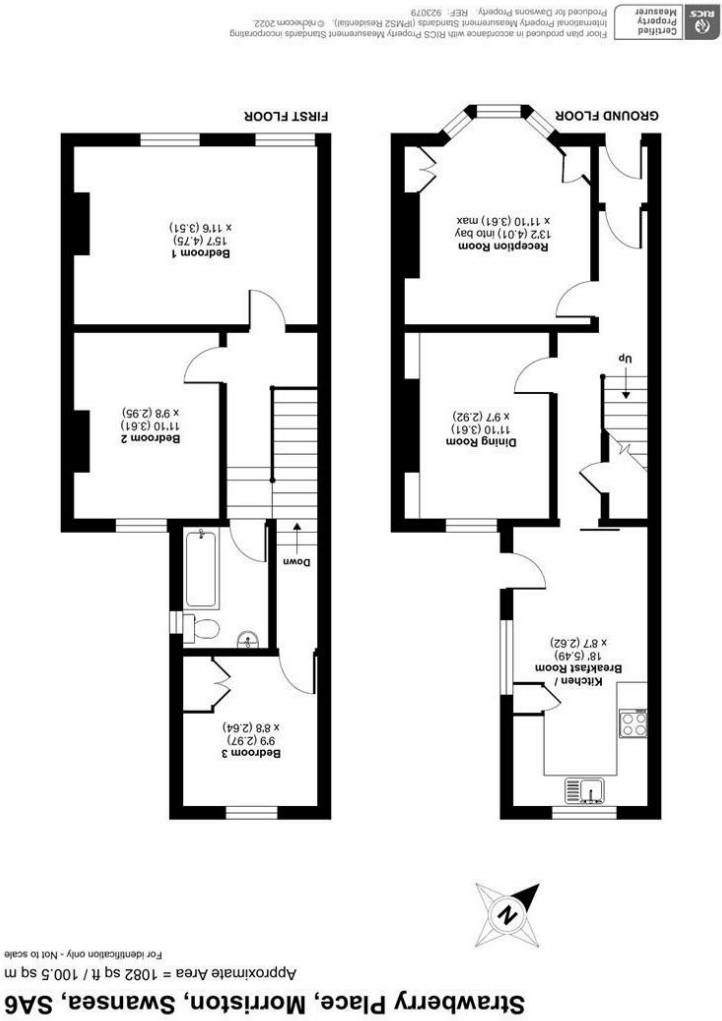 Strawberry Place, Morriston, Swansea, SA6
Approximate Area = 1082 sq ft / 100.5 sq m
For identification only - Not to scale
N
Kitchen /
Breakfast Room
18' (5.49)
x 8'7 (2.62)
Dining Room
11'10 (3.61)
x 9'7 (2.92)
Up
Reception Room
13'2 (4.01) into bay
x 11'10 (3.61) max
GROUND FLOOR
Bedroom 3
9'9 (2.97)
x 8'8 (2.64)
Down
Bedroom 2
11'10 (3.61)
x 9'8 (2.95)
Bedroom 1
15'7 (4.75)
x 11'6 (3.51)
FIRST FLOOR
RICS
Certified
Property
Measurer
Floor plan produced in accordance with RICS Property Measurement Standards incorporating
International Property Measurement Standards (IPMS2 Residential). © nichecom 2022.
Produced for Dawsons Property. REF: 923079